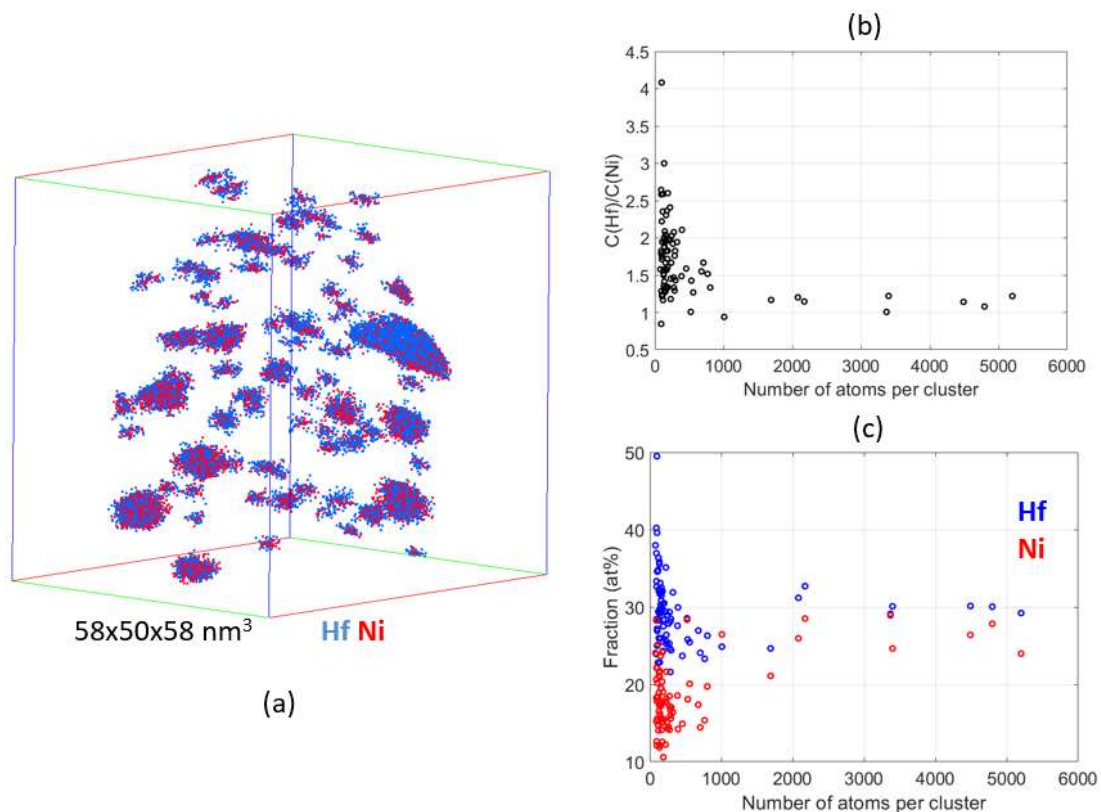 58x50x58 nm³
Hf Ni
(a)
(b)
4.5
4
3.5
3
2.5
2
1.5
1
0.5
C(Hf)/C(Ni)
0 1000 2000 3000 4000 5000 6000
Number of atoms per cluster
(c)
50
40
30
20
10
Fraction (at%)
Hf
Ni
0 1000 2000 3000 4000 5000 6000
Number of atoms per cluster